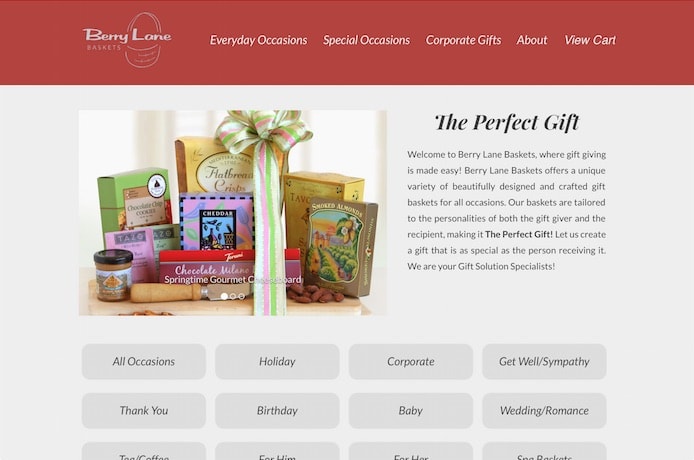 Berry Lane
BASKETS
Everyday Occasions
Special Occasions
Corporate Gifts
About
View Cart
The Perfect Gift
Welcome to Berry Lane Baskets, where gift giving
is made easy! Berry Lane Baskets offers a unique
variety of beautifully designed and crafted gift
baskets for all occasions. Our baskets are tailored
to the personalities of both the gift giver and the
recipient, making it The Perfect Gift! Let us create
a gift that is as special as the person receiving it.
We are your Gift Solution Specialists!
MEDITERRANEAN
Flatbread
Crisps
Chocolate Chip
COOKIES
CHEDDAR
TAZO
SMOKED ALMONDS
Torani
Chocolate Milano
Springtime Gourmet Cheeseboard
All Occasions
Holiday
Corporate
Get Well/Sympathy
Thank You
Birthday
Baby
Wedding/Romance
Tea/Coffee
For Him
For Her
Spa Baskets